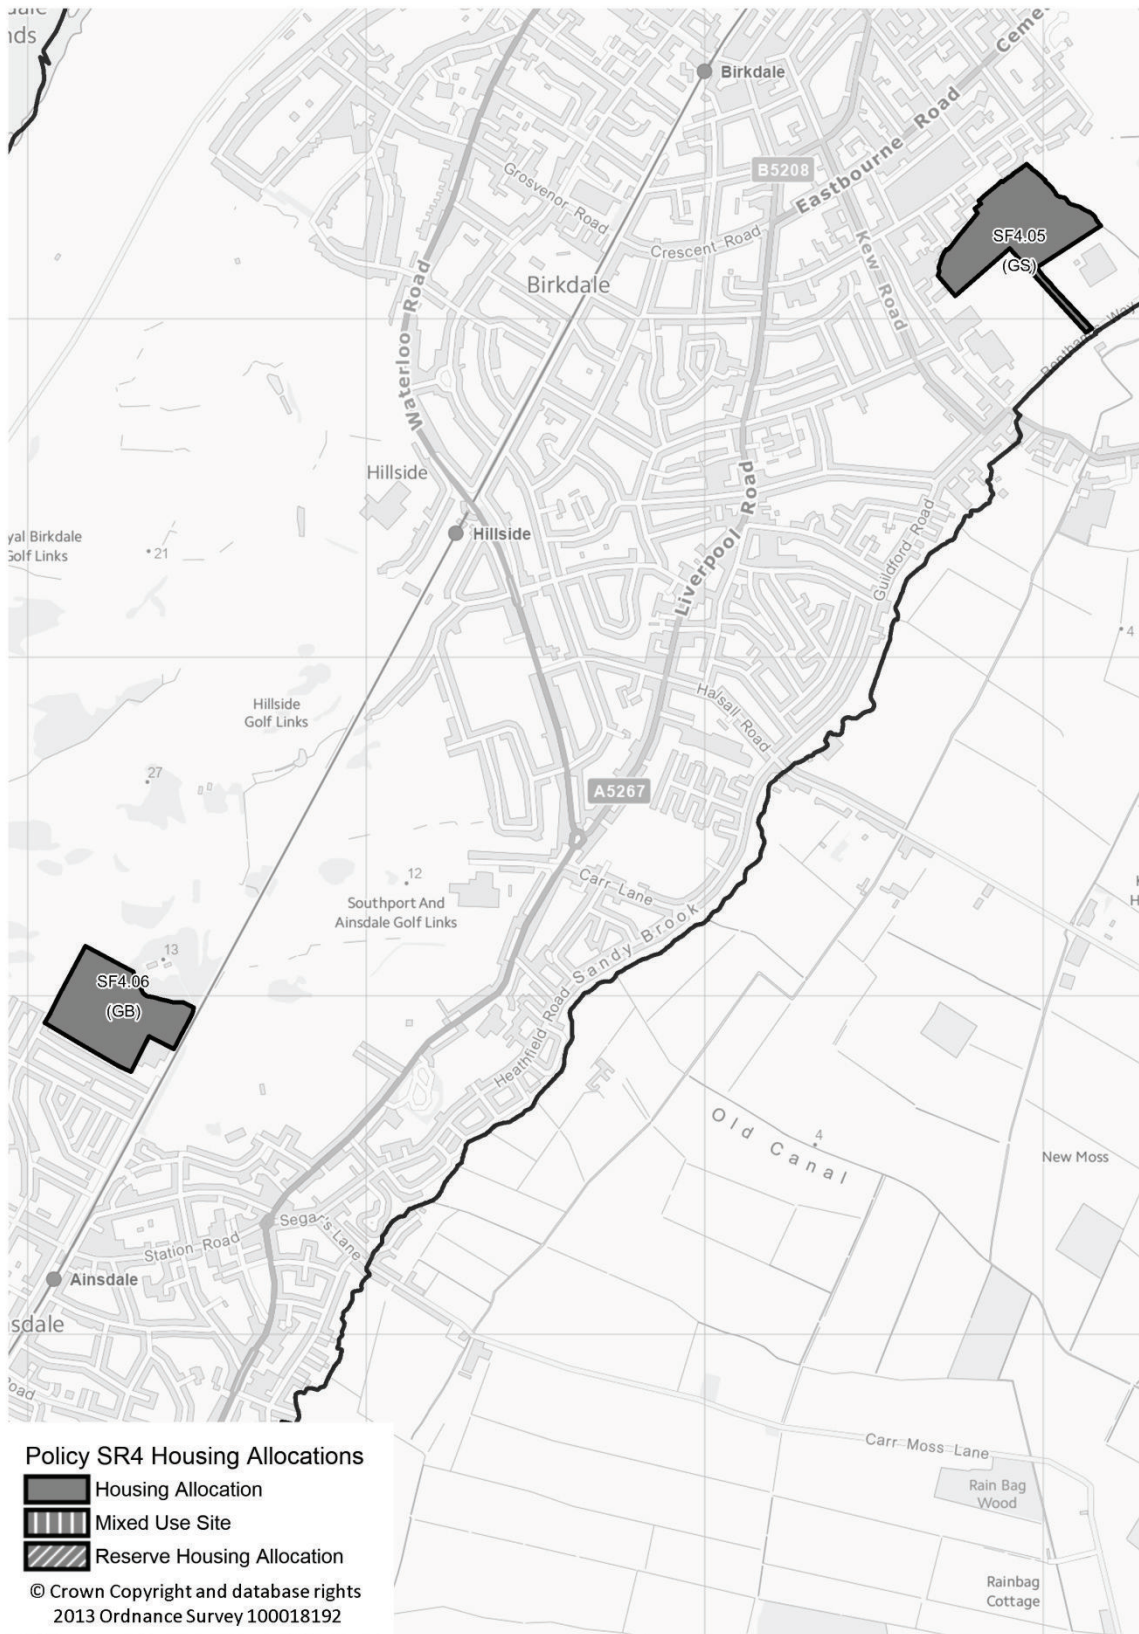 dale
nds
Birkdale
Eastbourne Road
B5208
Grosvenor Road
Crescent Road
Kew Road
SF4.05
(GS)
Waterloo Road
Birkdale
Way
Hillside
Liverpool Road
Guildford Road
yal Birkdale
Golf Links
21
Hillside
4
Halsall Road
Hillside
Golf Links
27
A5267
12
Carr Lane
Southport And
Ainsdale Golf Links
Sandy Brook
13
SF4.06
(GB)
Heathfield Road
Old Canal
4
New Moss
Segar's Lane
Station Road
Ainsdale
sdale
Road
Carr Moss Lane
Rain Bag
Wood
Rainbag
Cottage
Policy SR4 Housing Allocations
Housing Allocation
Mixed Use Site
Reserve Housing Allocation
© Crown Copyright and database rights
2013 Ordnance Survey 100018192